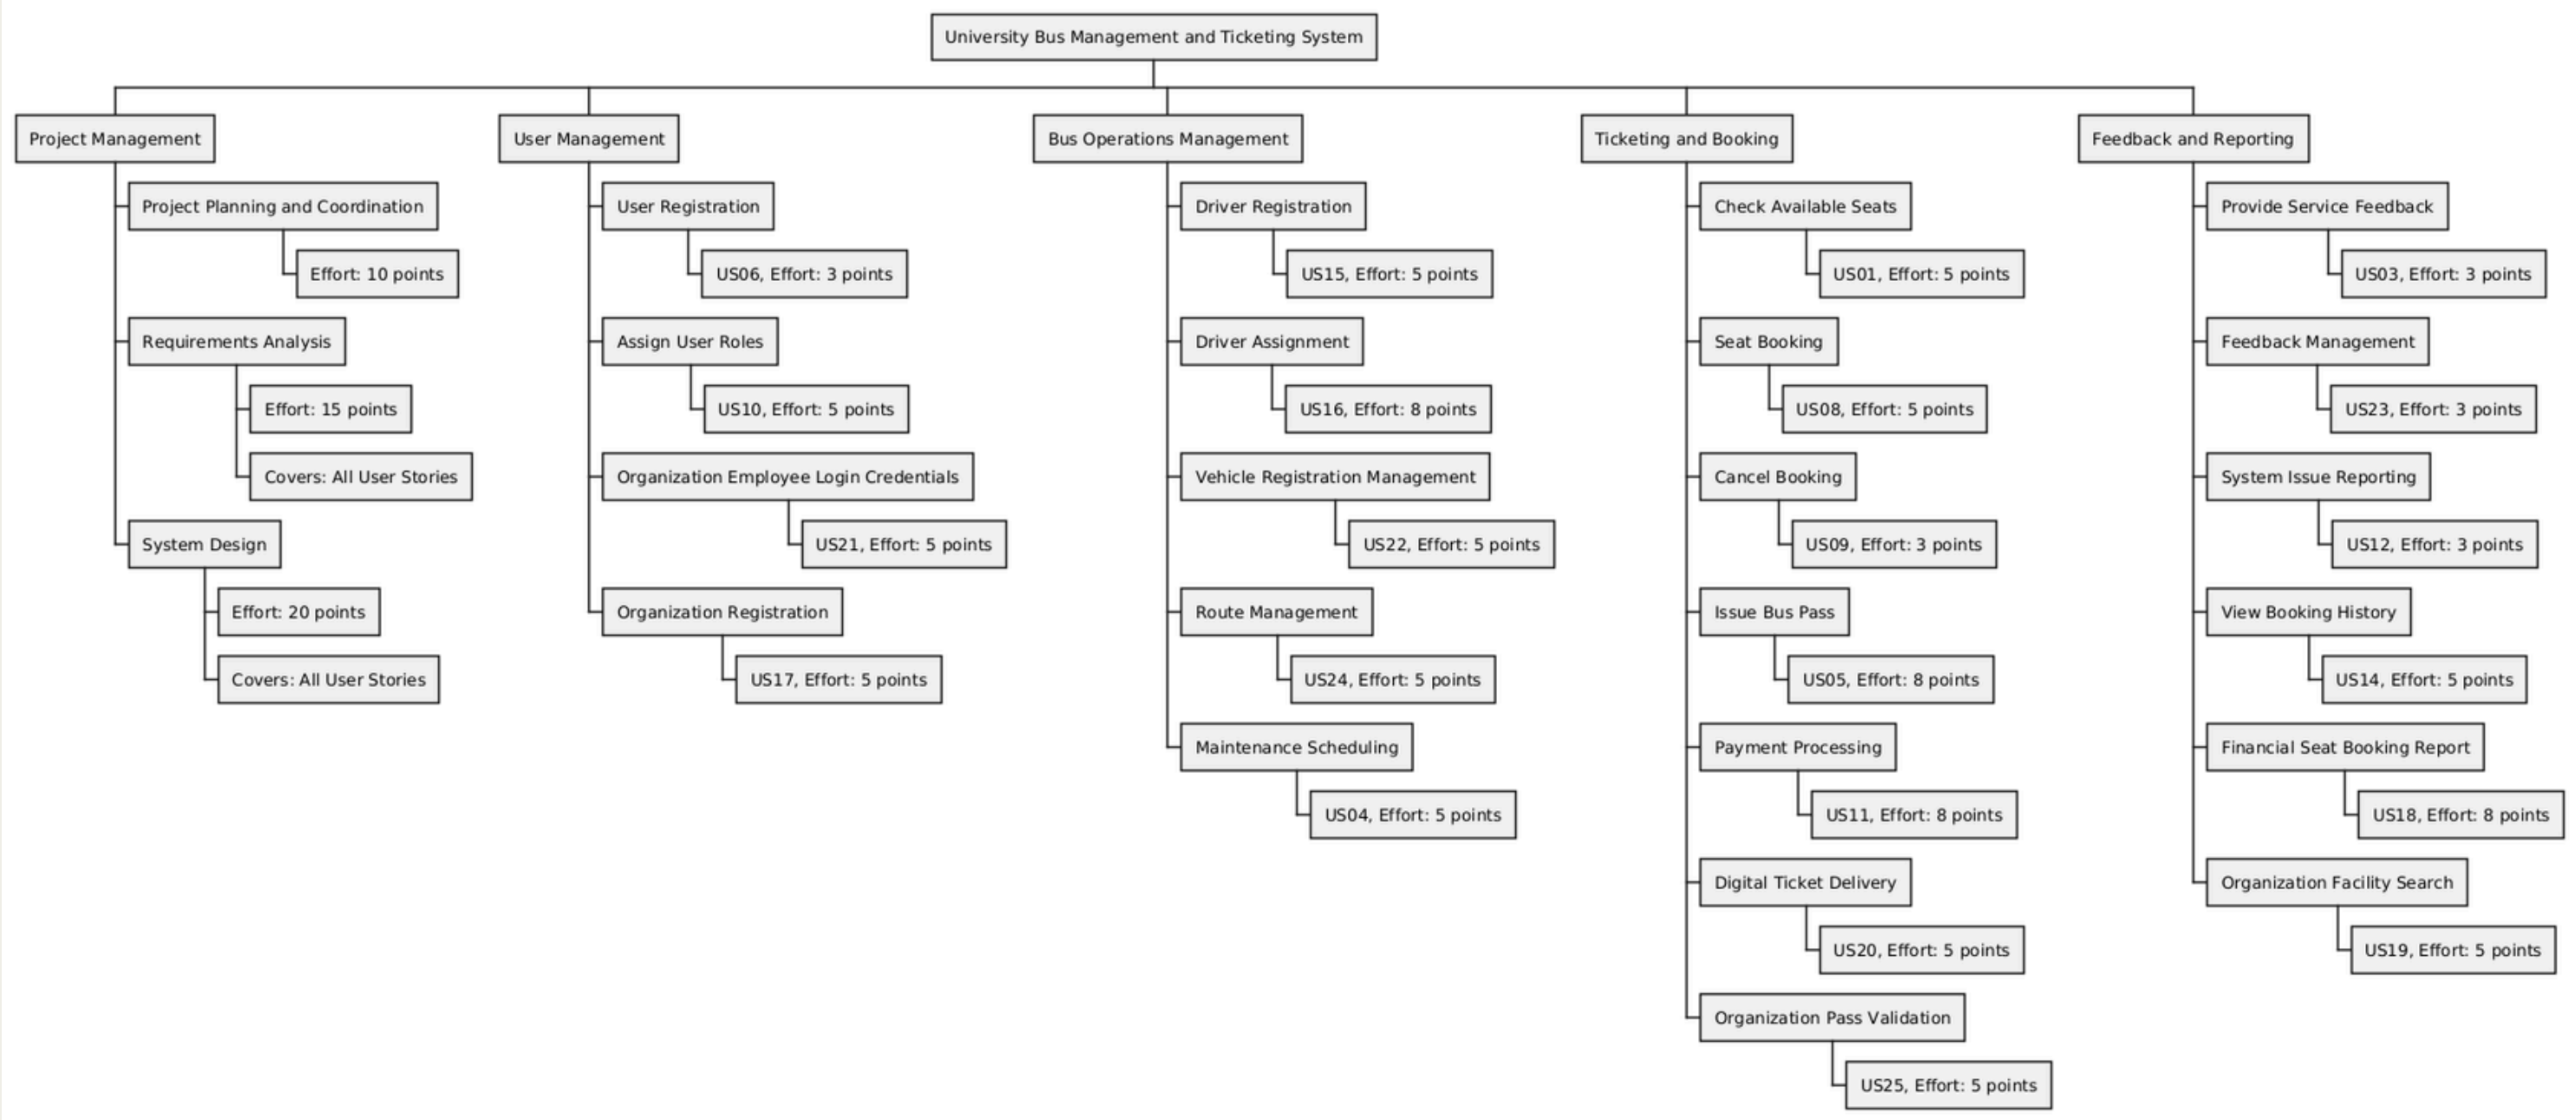 University Bus Management and Ticketing System
Project Management
Project Planning and Coordination
Effort: 10 points
Requirements Analysis
Effort: 15 points
Covers: All User Stories
System Design
Effort: 20 points
Covers: All User Stories
User Management
User Registration
US06, Effort: 3 points
Assign User Roles
US10, Effort: 5 points
Organization Employee Login Credentials
US21, Effort: 5 points
Organization Registration
US17, Effort: 5 points
Bus Operations Management
Driver Registration
US15, Effort: 5 points
Driver Assignment
US16, Effort: 8 points
Vehicle Registration Management
US22, Effort: 5 points
Route Management
US24, Effort: 5 points
Maintenance Scheduling
US04, Effort: 5 points
Ticketing and Booking
Check Available Seats
US01, Effort: 5 points
Seat Booking
US08, Effort: 5 points
Cancel Booking
US09, Effort: 3 points
Issue Bus Pass
US05, Effort: 8 points
Payment Processing
US11, Effort: 8 points
Digital Ticket Delivery
US20, Effort: 5 points
Organization Pass Validation
US25, Effort: 5 points
Feedback and Reporting
Provide Service Feedback
US03, Effort: 3 points
Feedback Management
US23, Effort: 3 points
System Issue Reporting
US12, Effort: 3 points
View Booking History
US14, Effort: 5 points
Financial Seat Booking Report
US18, Effort: 8 points
Organization Facility Search
US19, Effort: 5 points